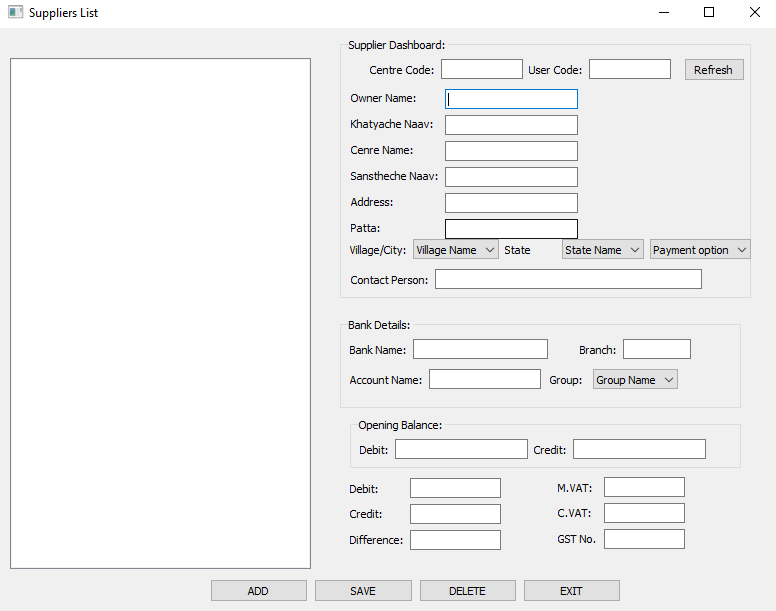 Suppliers List
Supplier Dashboard:
Centre Code: User Code: Refresh
Owner Name:
Khatyache Naav:
Cenre Name:
Sanstheche Naav:
Address:
Patta:
Village/City: Village Name State State Name Payment option
Contact Person:
Bank Details:
Bank Name: Branch:
Account Name: Group: Group Name
Opening Balance:
Debit: Credit:
Debit: M.VAT:
Credit: C.VAT:
Difference: GST No.
ADD SAVE DELETE EXIT